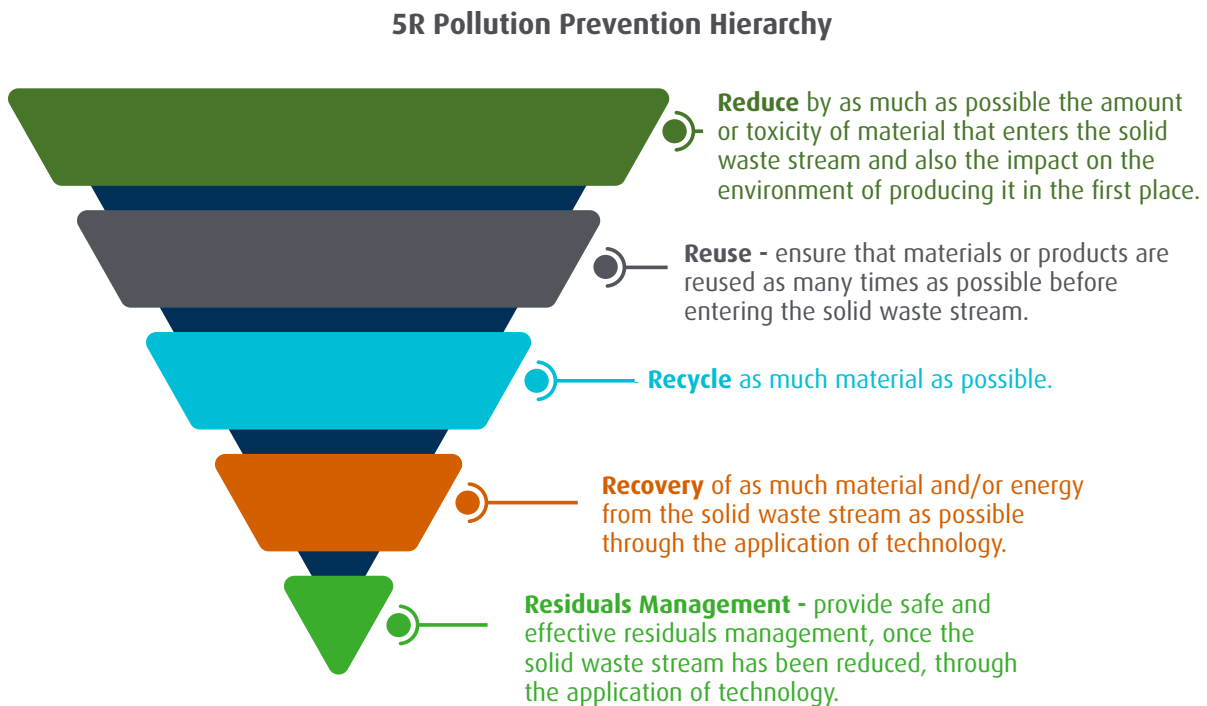 5R Pollution Prevention Hierarchy
Reduce by as much as possible the amount
or toxicity of material that enters the solid
waste stream and also the impact on the
environment of producing it in the first place.
Reuse - ensure that materials or products are
reused as many times as possible before
entering the solid waste stream.
Recycle as much material as possible.
Recovery of as much material and/or energy
from the solid waste stream as possible
through the application of technology.
Residuals Management - provide safe and
effective residuals management, once the
solid waste stream has been reduced, through
the application of technology.